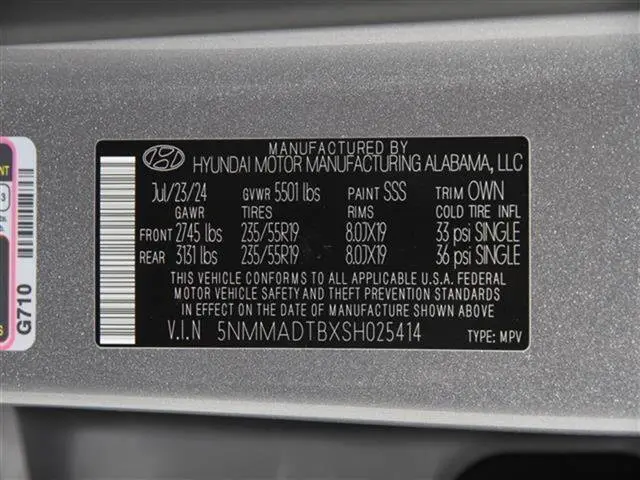 MANUFACTURED BY
HYUNDAI MOTOR MANUFACTURING ALABAMA, LLC
Jul/23/24 GVWR 5501 lbs PAINT SSS TRIM OWN
GAWR TIRES RIMS COLD TIRE INFL
FRONT 2745 lbs 235/55R19 8.0JX19 33 psi SINGLE
REAR 3131 lbs 235/55R19 8.0JX19 36 psi SINGLE
THIS VEHICLE CONFORMS TO ALL APPLICABLE U.S.A. FEDERAL
MOTOR VEHICLE SAFETY AND THEFT PREVENTION STANDARDS
IN EFFECT ON THE DATE OF MANUFACTURE SHOWN ABOVE
V.I.N 5NMMADTBXSH025414 TYPE: MPV
G710